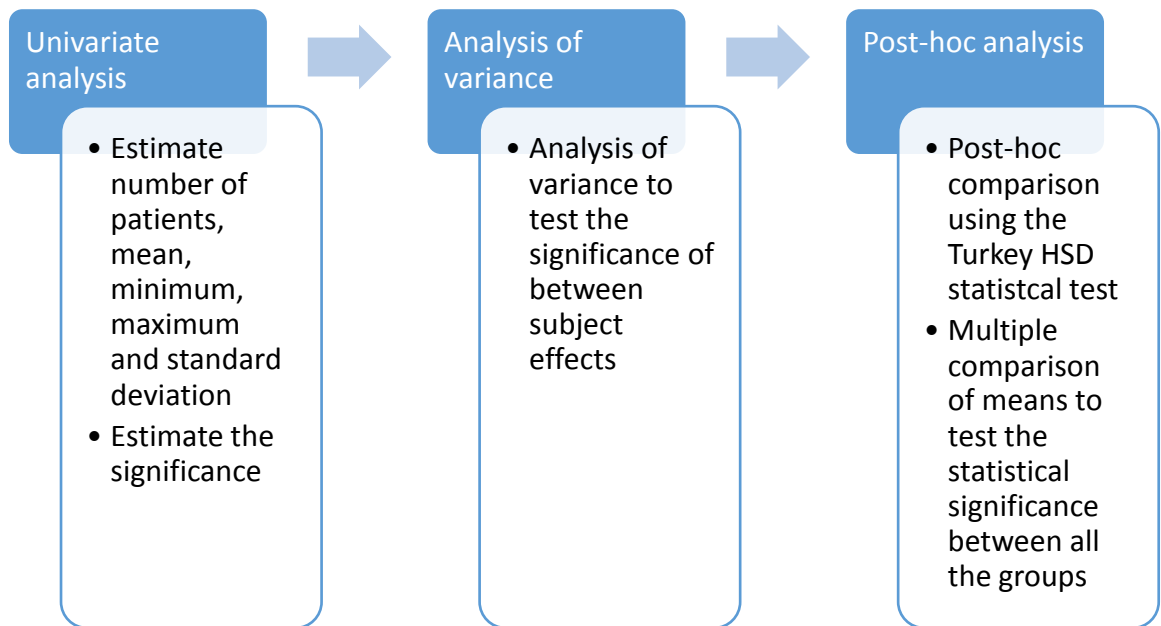 Univariate
analysis
• Estimate
number of
patients,
mean,
minimum,
maximum
and standard
deviation
• Estimate the
significance
Analysis of
variance
• Analysis of
variance to
test the
significance of
between
subject
effects
Post-hoc analysis
• Post-hoc
comparison
using the
Turkey HSD
statistcal test
• Multiple
comparison
of means to
test the
statistical
significance
between all
the groups